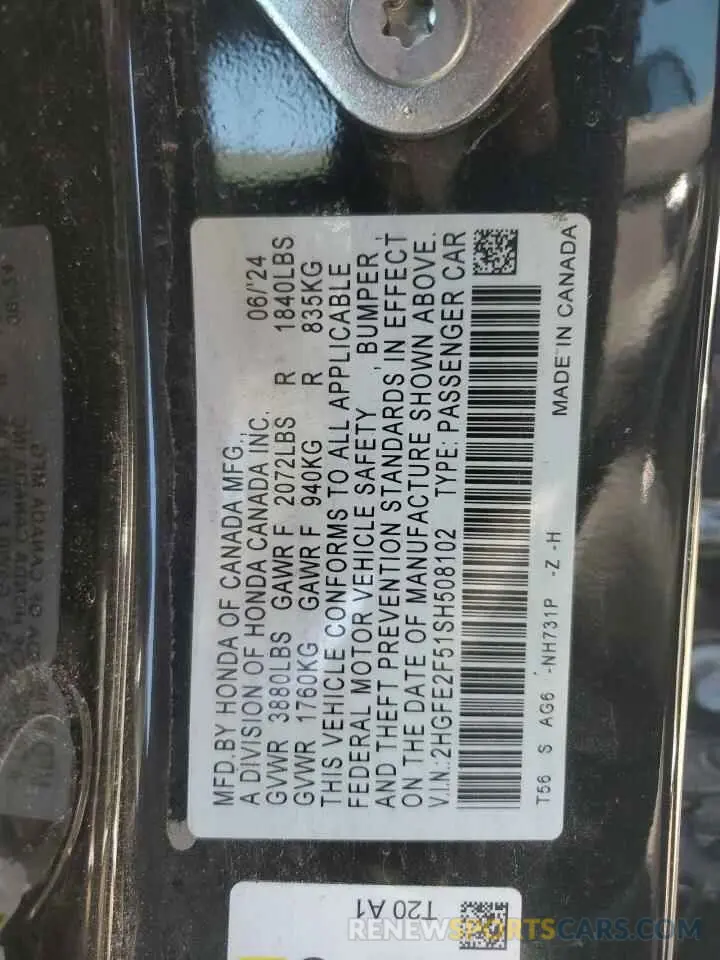 MFD.BY HONDA OF CANADA MFG.,
A DIVISION OF HONDA CANADA INC. 06/'24
GVWR 3880LBS GAWR F 2072LBS R 1840LBS
GVWR 1760KG GAWR F 940KG R 835KG
THIS VEHICLE CONFORMS TO ALL APPLICABLE
FEDERAL MOTOR VEHICLE SAFETY , BUMPER ,
AND THEFT PREVENTION STANDARDS IN EFFECT
ON THE DATE OF MANUFACTURE SHOWN ABOVE.
V.I.N.:2HGFE2F51SH508102 TYPE: PASSENGER CAR
T56 S AG6 -NH731P -Z -H
MADE IN CANADA
T20 A1
RENEWSPORTSCARS.COM